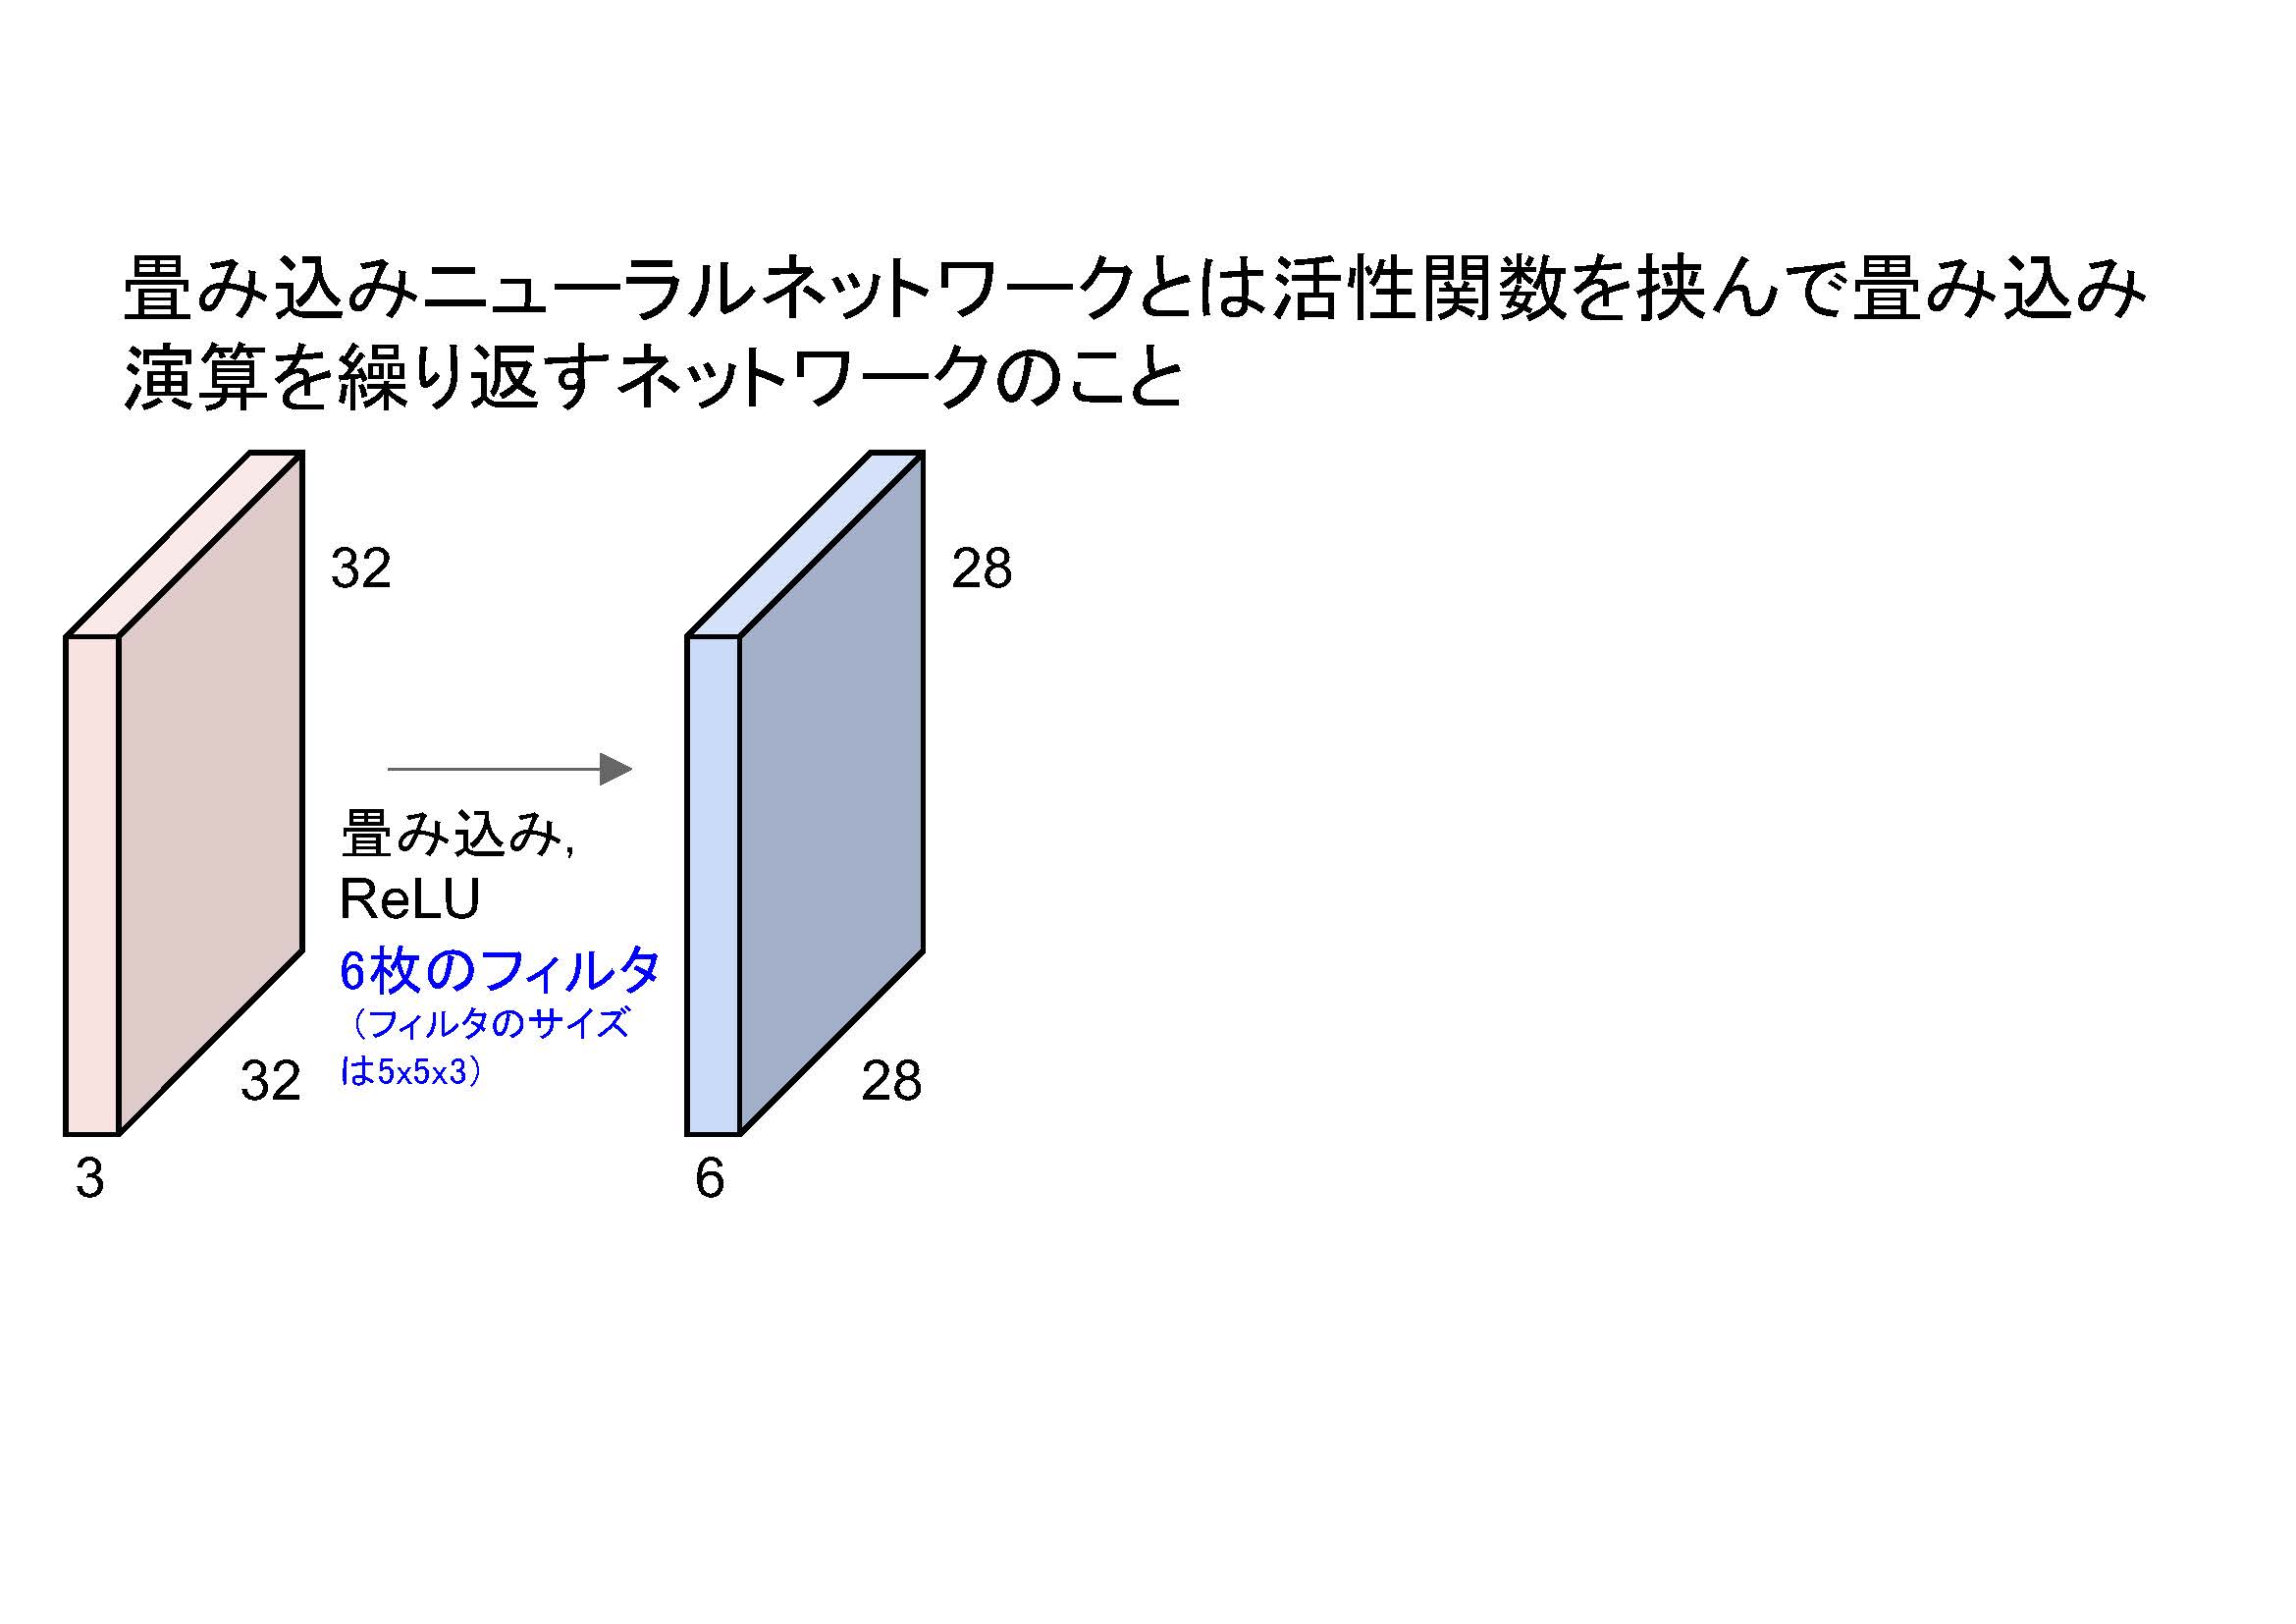 畳み込みニューラルネットワークとは活性関数を挟んで畳み込み
演算を繰り返すネットワークのこと
32
28
畳み込み,
ReLU
6枚のフィルタ
（フィルタのサイズ
は5x5x3）
32
28
3
6